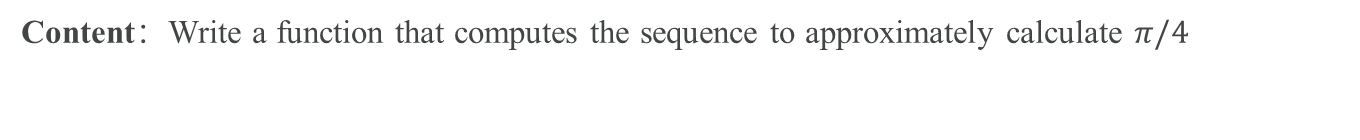 Content： Write a function that computes the sequence to approximately calculate π/4